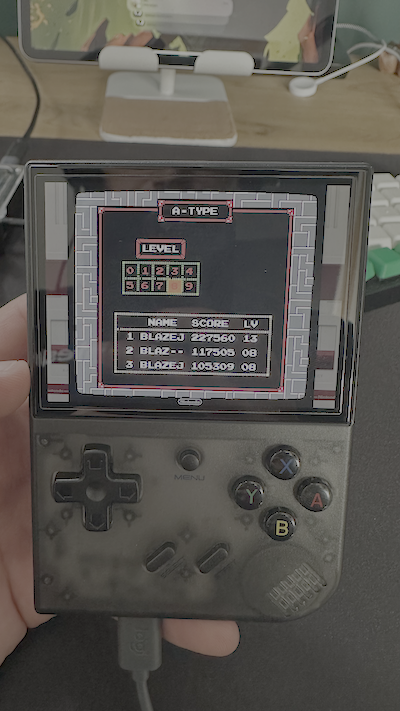 A-TYPE
LEVEL
0 1 2 3 4
5 6 7 9
NAME SCORE LV
1 BLAZEJ 227560 13
2 BLAZ-- 117505 08
3 BLAZEJ 105309 08
Nintendo
MENU
X
Y
A
B